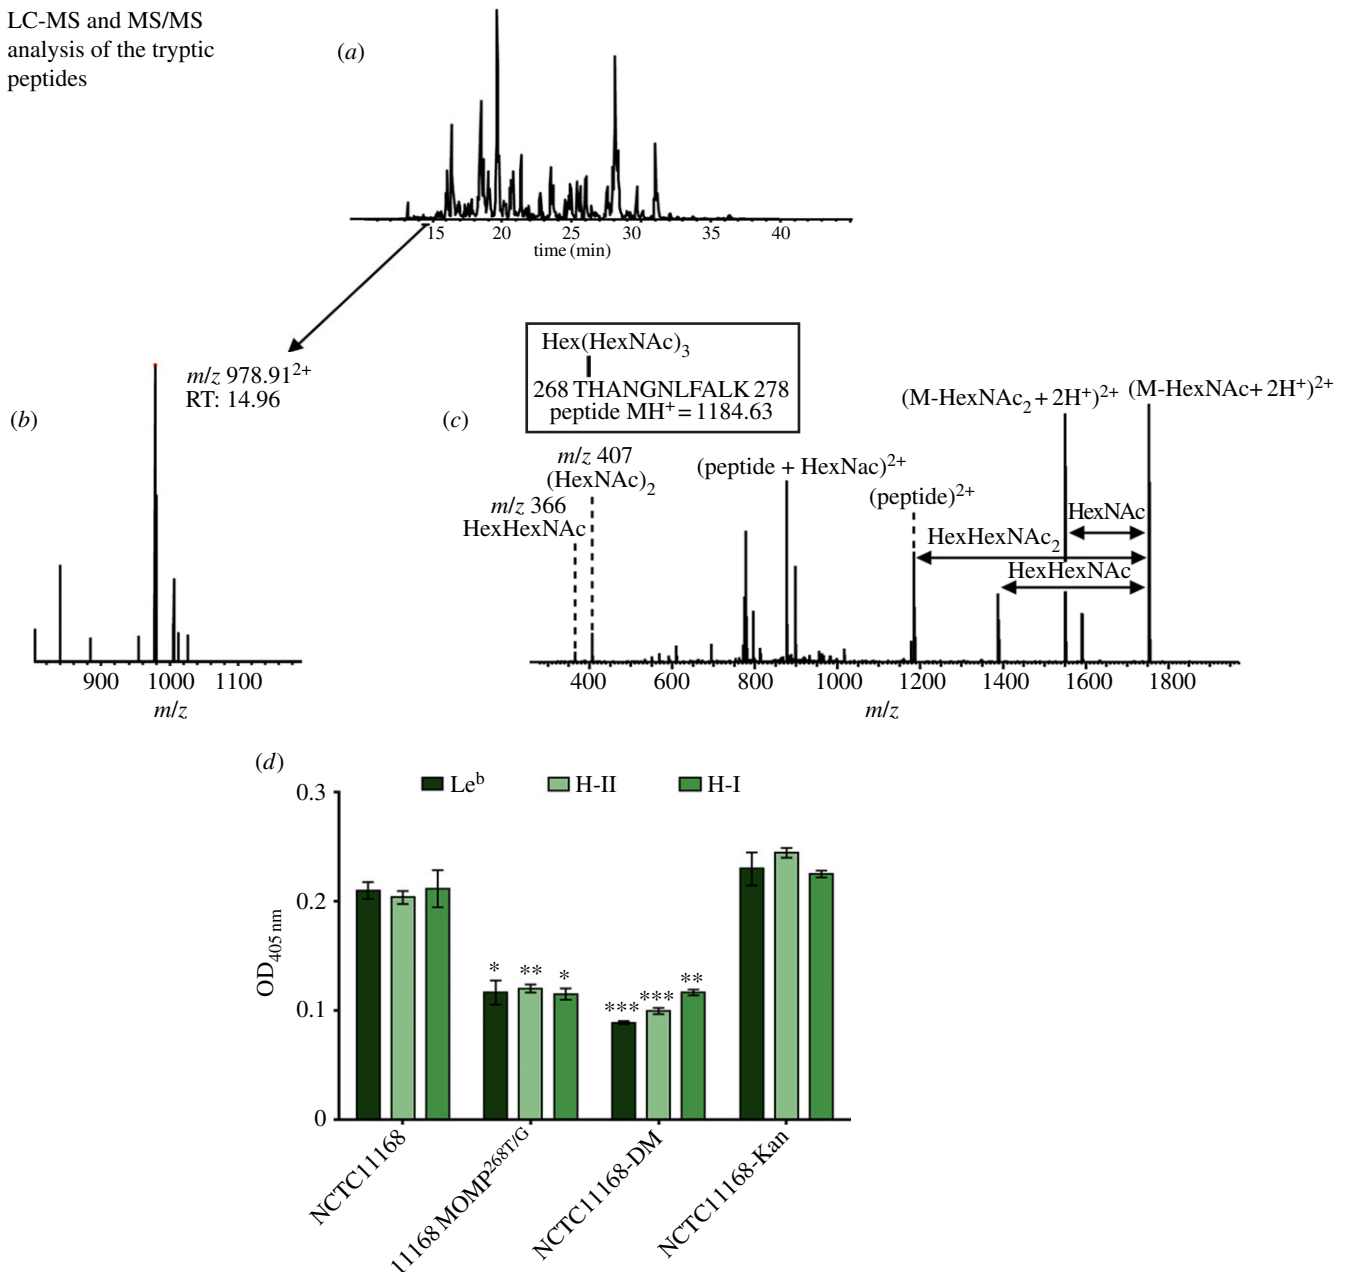 LC-MS and MS/MS
analysis of the tryptic
peptides
(a)
15 20 25 30 35 40
time (min)
(b)
m/z 978.91²⁺
RT: 14.96
900 1000 1100
m/z
(c)
Hex(HexNAc)₃
268 THANGNLFALK 278
peptide MH⁺ = 1184.63
m/z 407
(HexNAc)₂
m/z 366
HexHexNAc
(peptide + HexNac)²⁺
(peptide)²⁺
(M-HexNAc₂ + 2H⁺)²⁺
(M-HexNAc+ 2H⁺)²⁺
HexNAc
HexHexNAc₂
HexHexNAc
400 600 800 1000 1200 1400 1600 1800
m/z
(d)
Leᵇ H-II H-I
0.3
0.2
0.1
0
OD₄₀₅ ₙₘ
* ** *
*** *** **
NCTC11168
11168 MOMP²⁶⁸ᵀ/ᴳ
NCTC11168-DM
NCTC11168-Kan